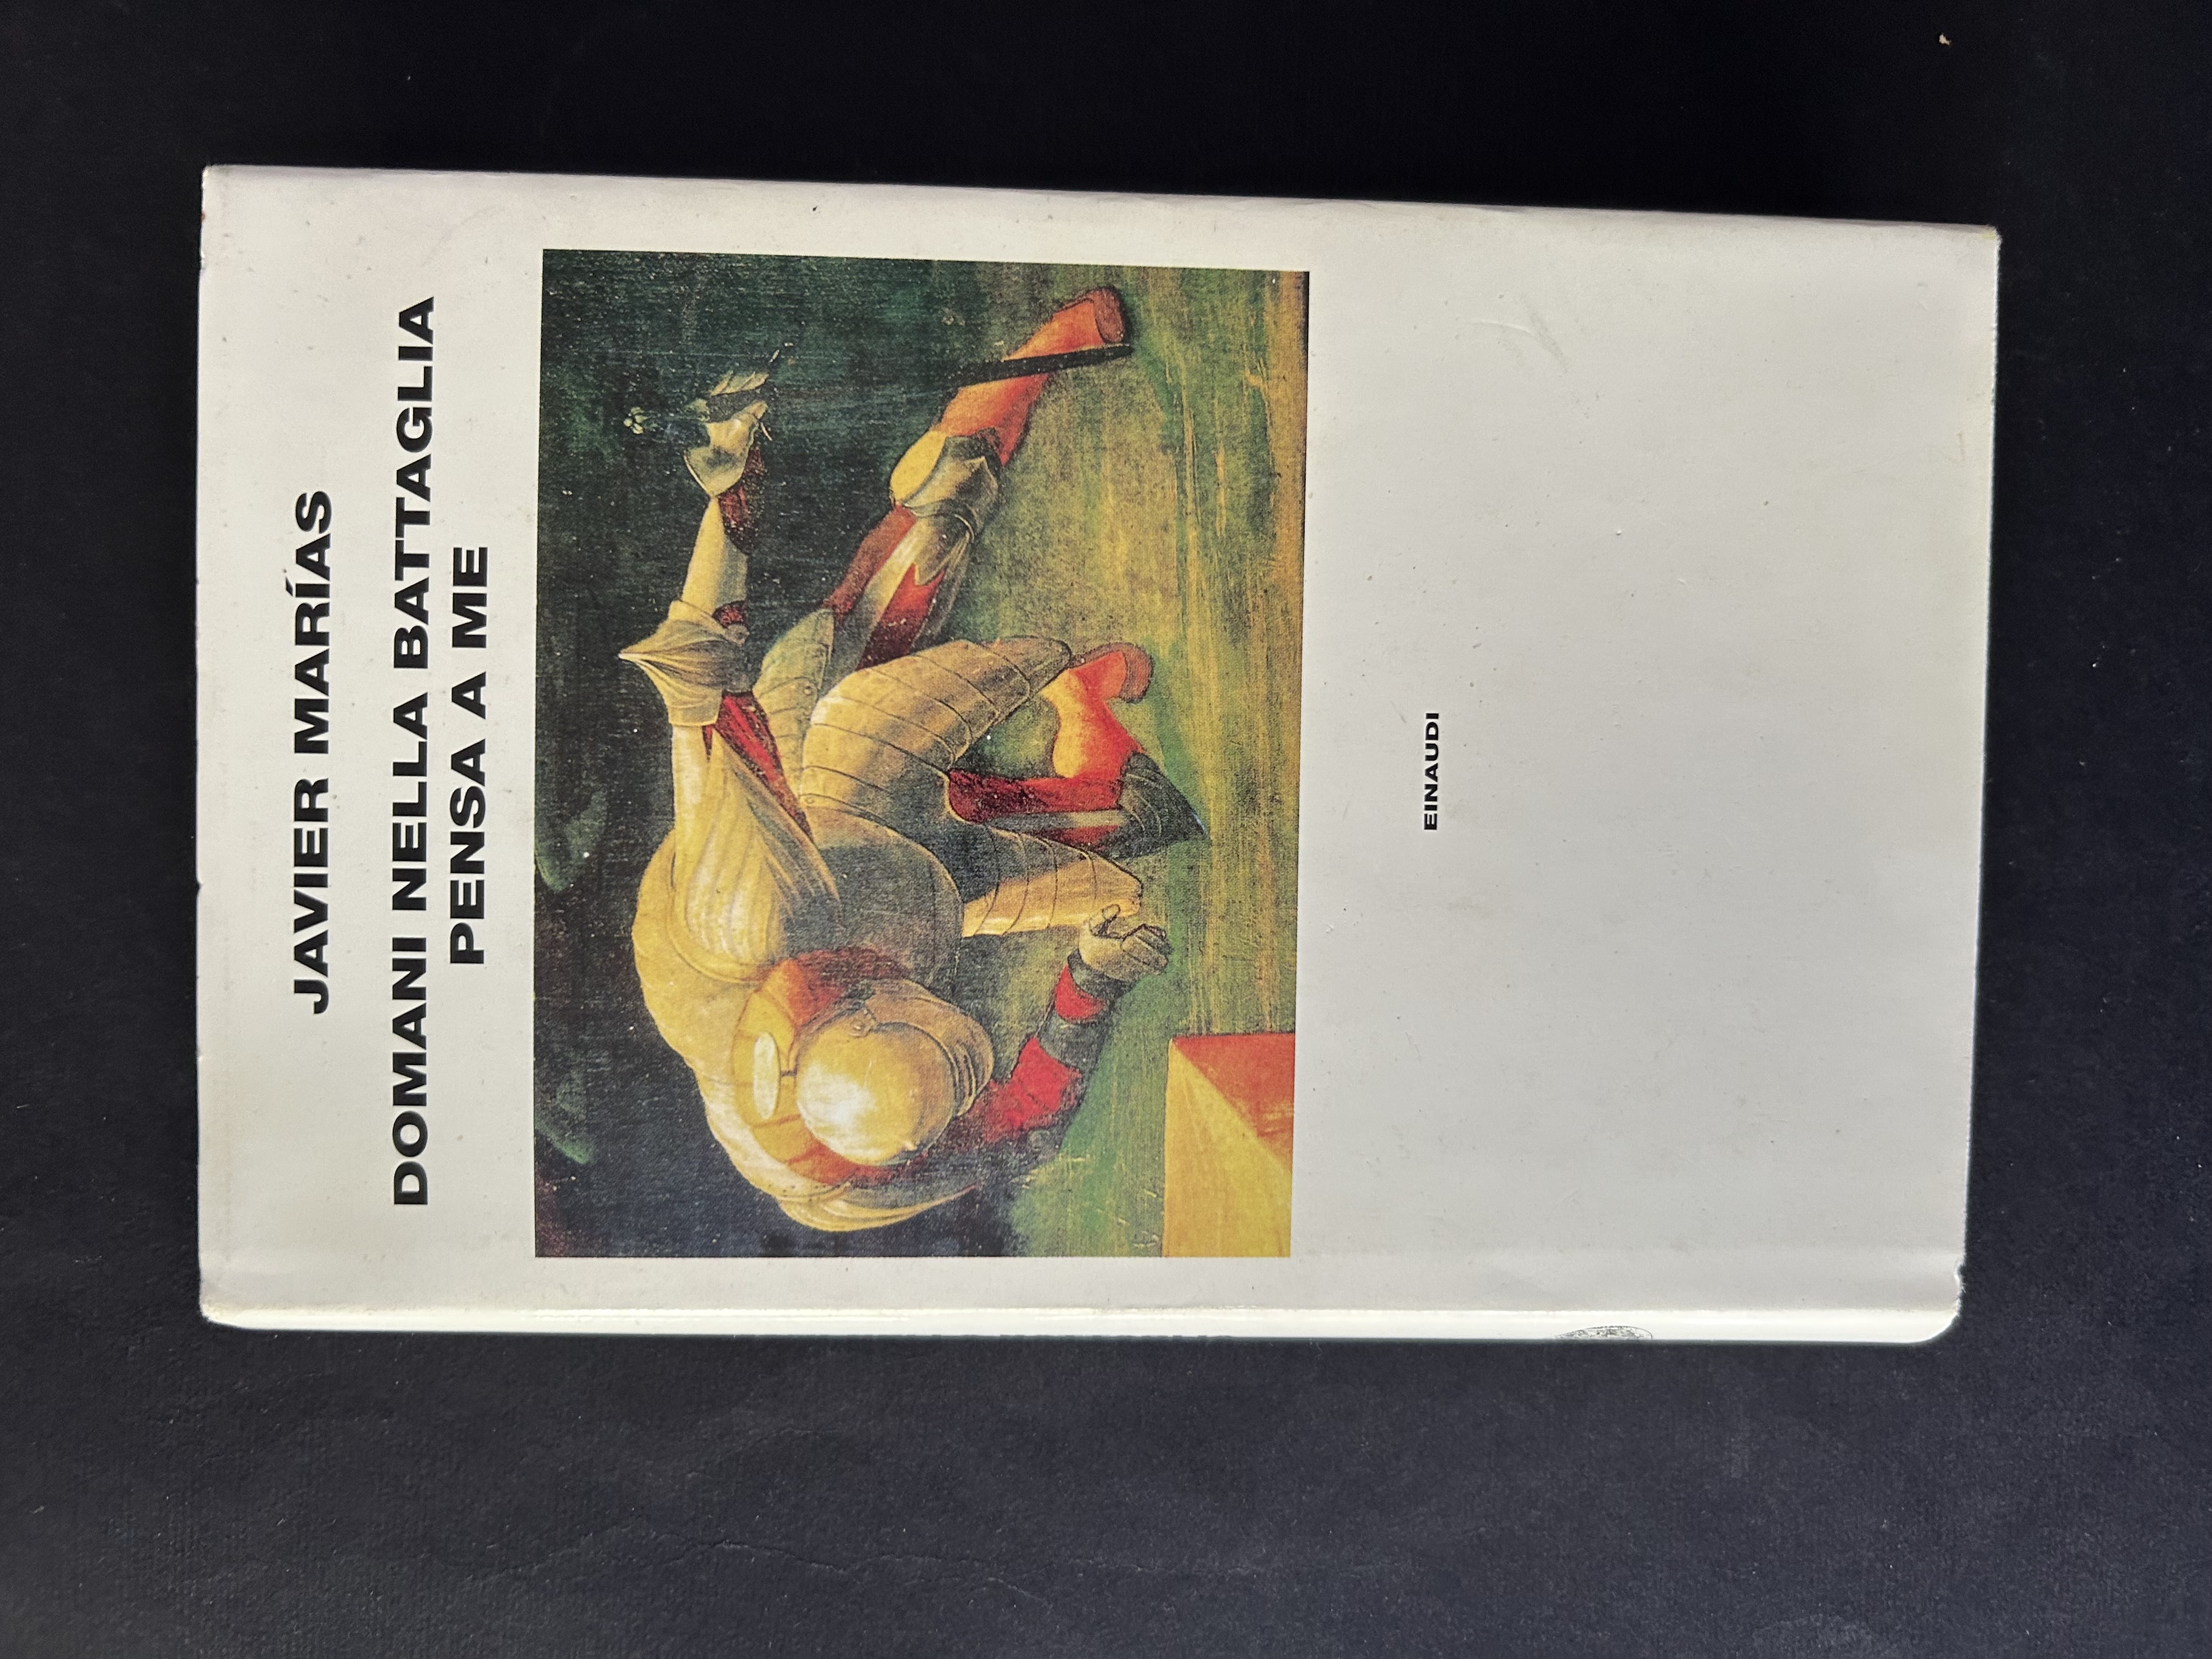 JAVIER MARÍAS
DOMANI NELLA BATTAGLIA
PENSA A ME
EINAUDI